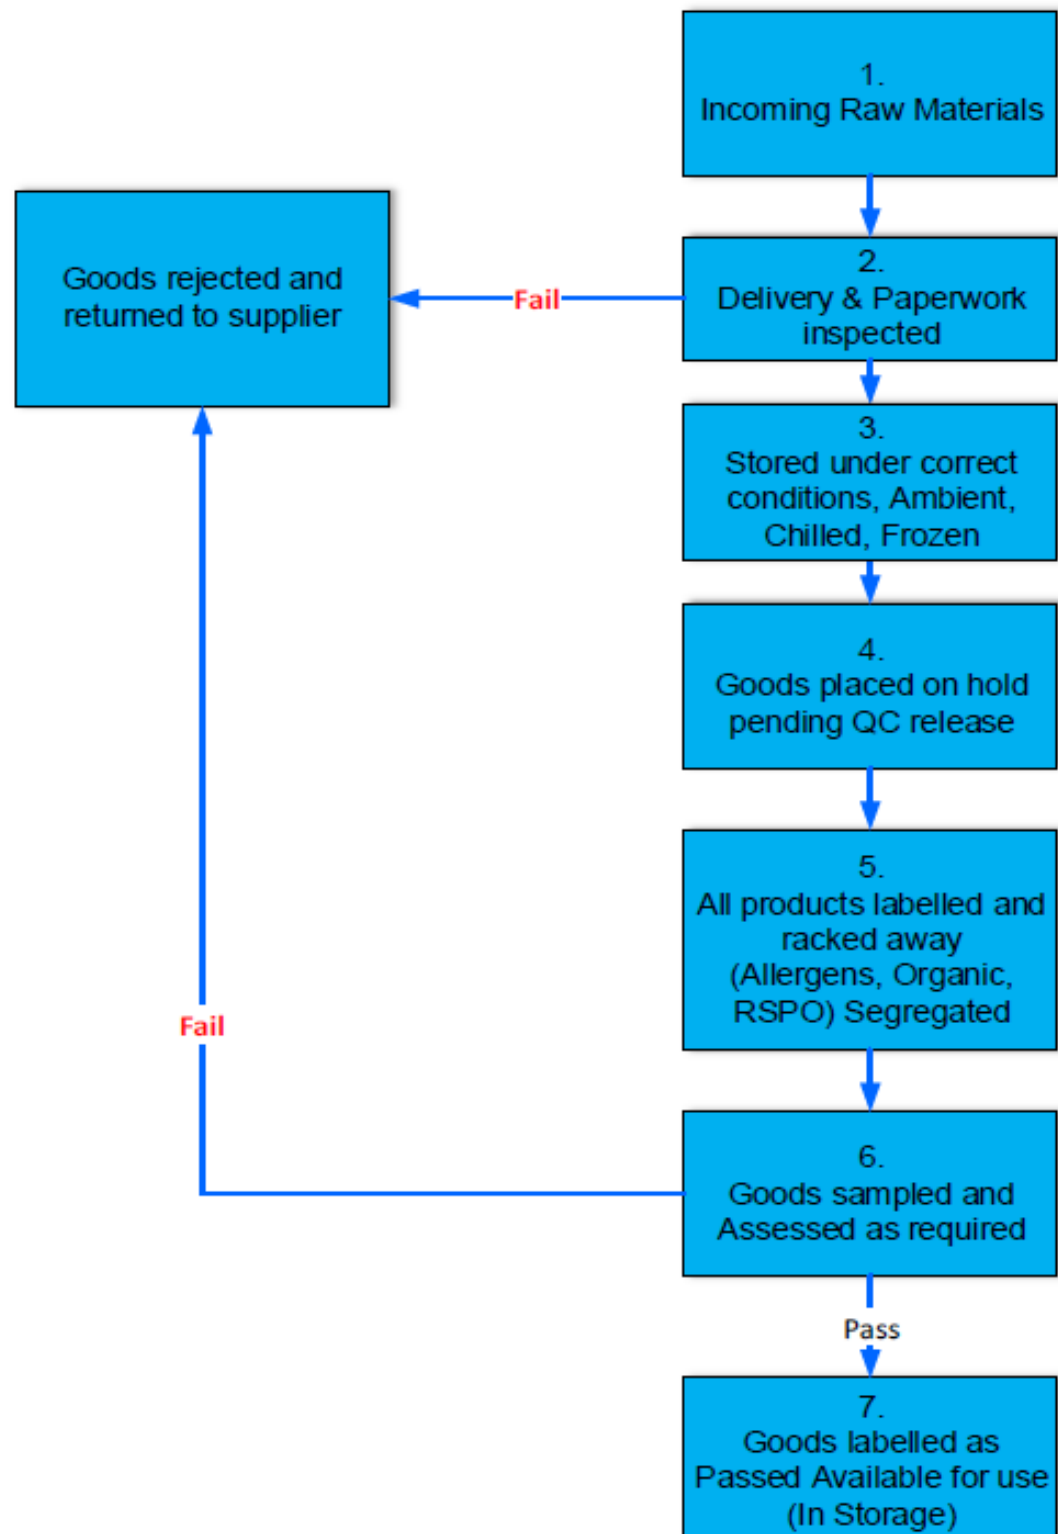 1.
Incoming Raw Materials
Goods rejected and
returned to supplier
Fail
2.
Delivery & Paperwork
inspected
3.
Stored under correct
conditions, Ambient,
Chilled, Frozen
4.
Goods placed on hold
pending QC release
5.
All products labelled and
racked away
(Allergens, Organic,
RSPO) Segregated
Fail
6.
Goods sampled and
Assessed as required
Pass
7.
Goods labelled as
Passed Available for use
(In Storage)